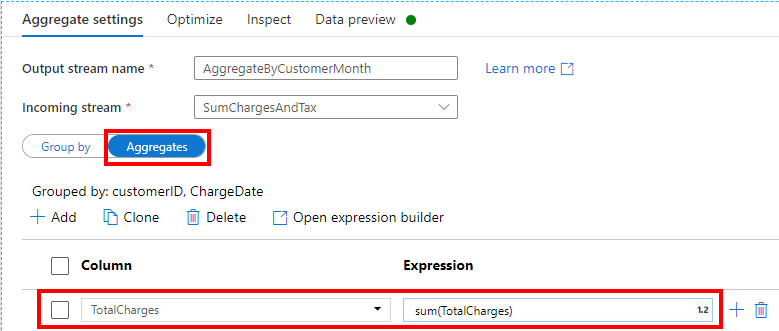 Aggregate settings Optimize Inspect Data preview
Output stream name * AggregateByCustomerMonth Learn more
Incoming stream * SumChargesAndTax
Group by Aggregates
Grouped by: customerID, ChargeDate
Add Clone Delete Open expression builder
Column Expression
TotalCharges sum(TotalCharges) 1.2